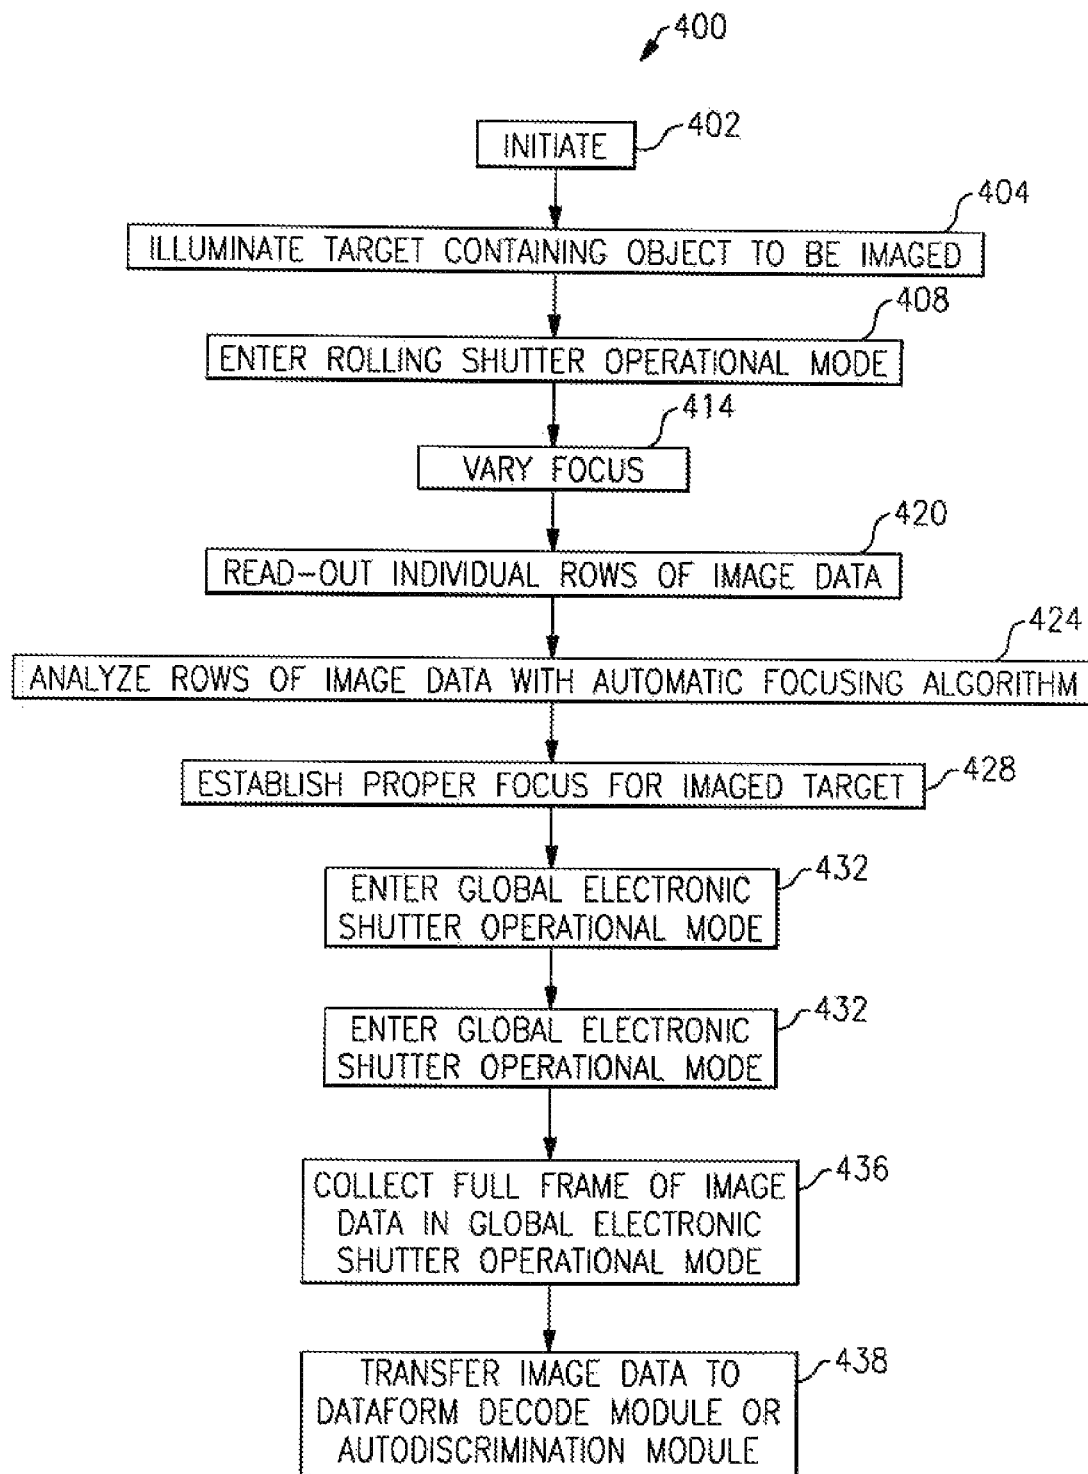 400
402
INITIATE
404
ILLUMINATE TARGET CONTAINING OBJECT TO BE IMAGED
408
ENTER ROLLING SHUTTER OPERATIONAL MODE
414
VARY FOCUS
420
READ-OUT INDIVIDUAL ROWS OF IMAGE DATA
424
ANALYZE ROWS OF IMAGE DATA WITH AUTOMATIC FOCUSING ALGORITHM
ESTABLISH PROPER FOCUS FOR IMAGED TARGET
428
ENTER GLOBAL ELECTRONIC
SHUTTER OPERATIONAL MODE
432
ENTER GLOBAL ELECTRONIC
SHUTTER OPERATIONAL MODE
432
COLLECT FULL FRAME OF IMAGE
DATA IN GLOBAL ELECTRONIC
SHUTTER OPERATIONAL MODE
436
TRANSFER IMAGE DATA TO
DATAFORM DECODE MODULE OR
AUTODISCRIMINATION MODULE
438